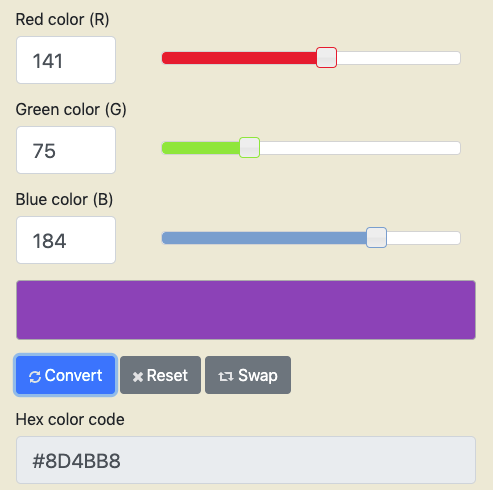 Red color (R)
141
Green color (G)
75
Blue color (B)
184
Convert Reset Swap
Hex color code
#8D4BB8